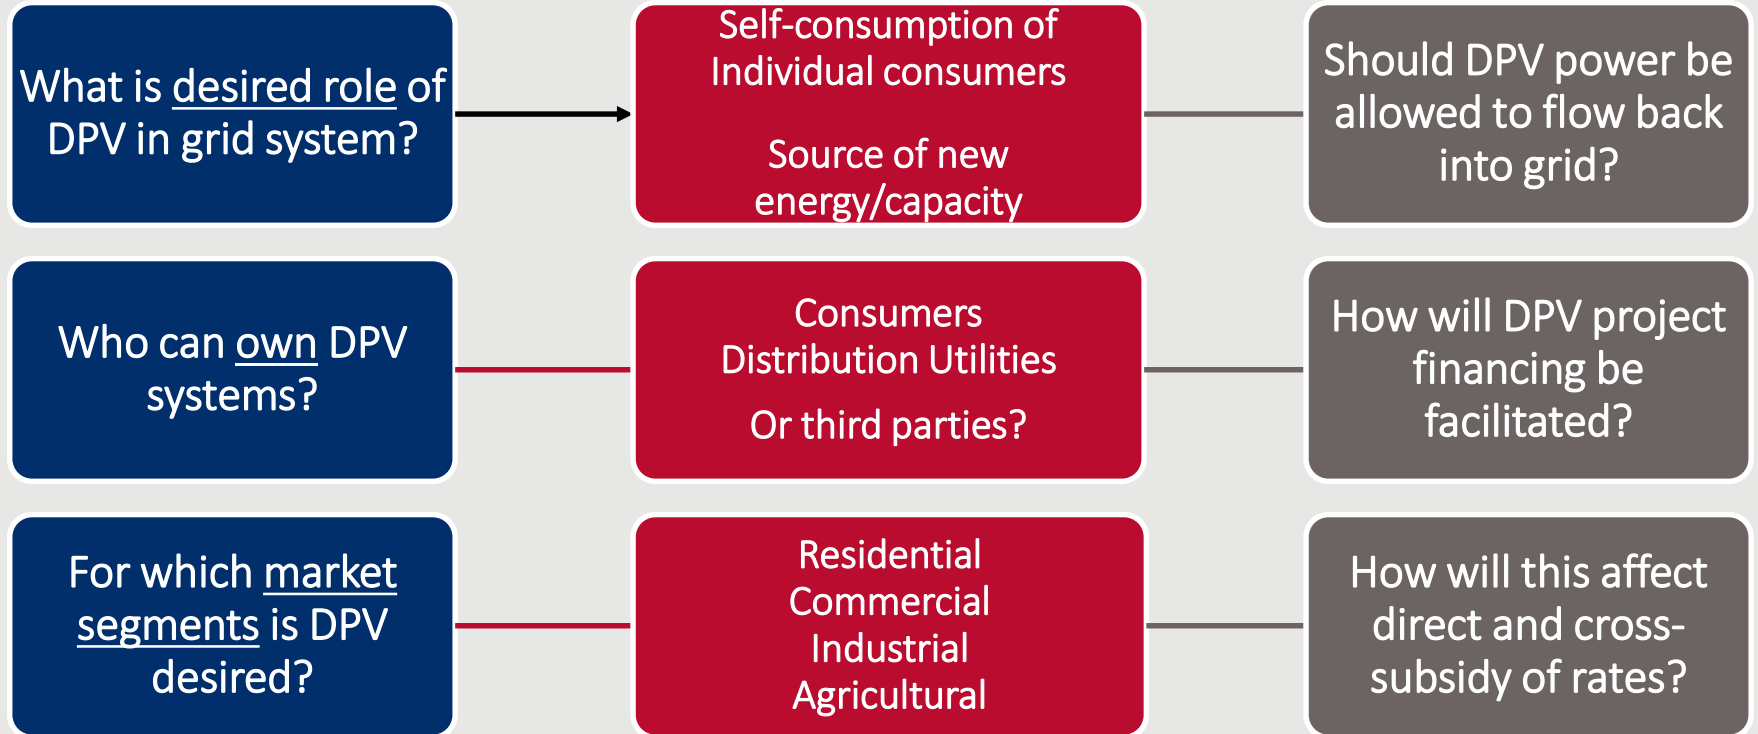 What is desired role of
DPV in grid system?
Self-consumption of
Individual consumers
Source of new
energy/capacity
Should DPV power be
allowed to flow back
into grid?
Who can own DPV
systems?
Consumers
Distribution Utilities
Or third parties?
How will DPV project
financing be
facilitated?
For which market
segments is DPV
desired?
Residential
Commercial
Industrial
Agricultural
How will this affect
direct and cross-
subsidy of rates?